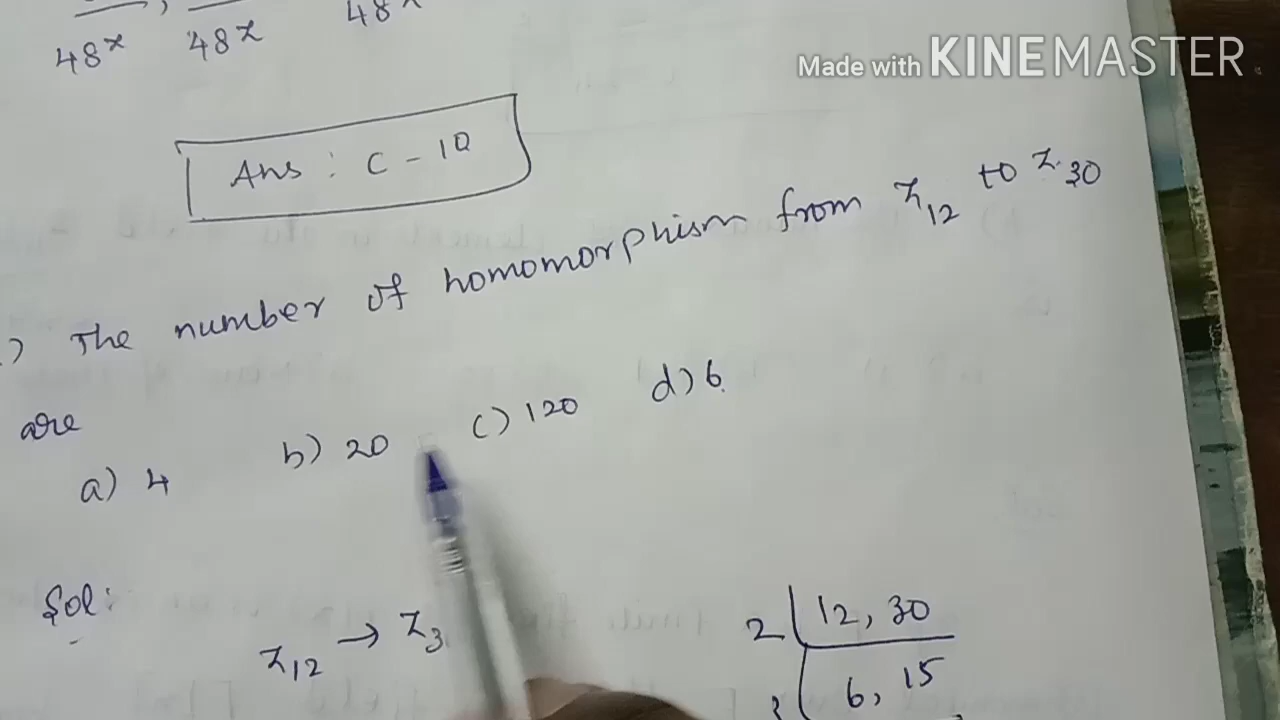 48x 48x 48x
Made with KINEMASTER
Ans : C - 10
The number of homomorphism from Z12 to Z30
are
a) 4 b) 20 c) 120 d) 6
Sol:
Z12 → Z3
2 | 12, 30
6, 15